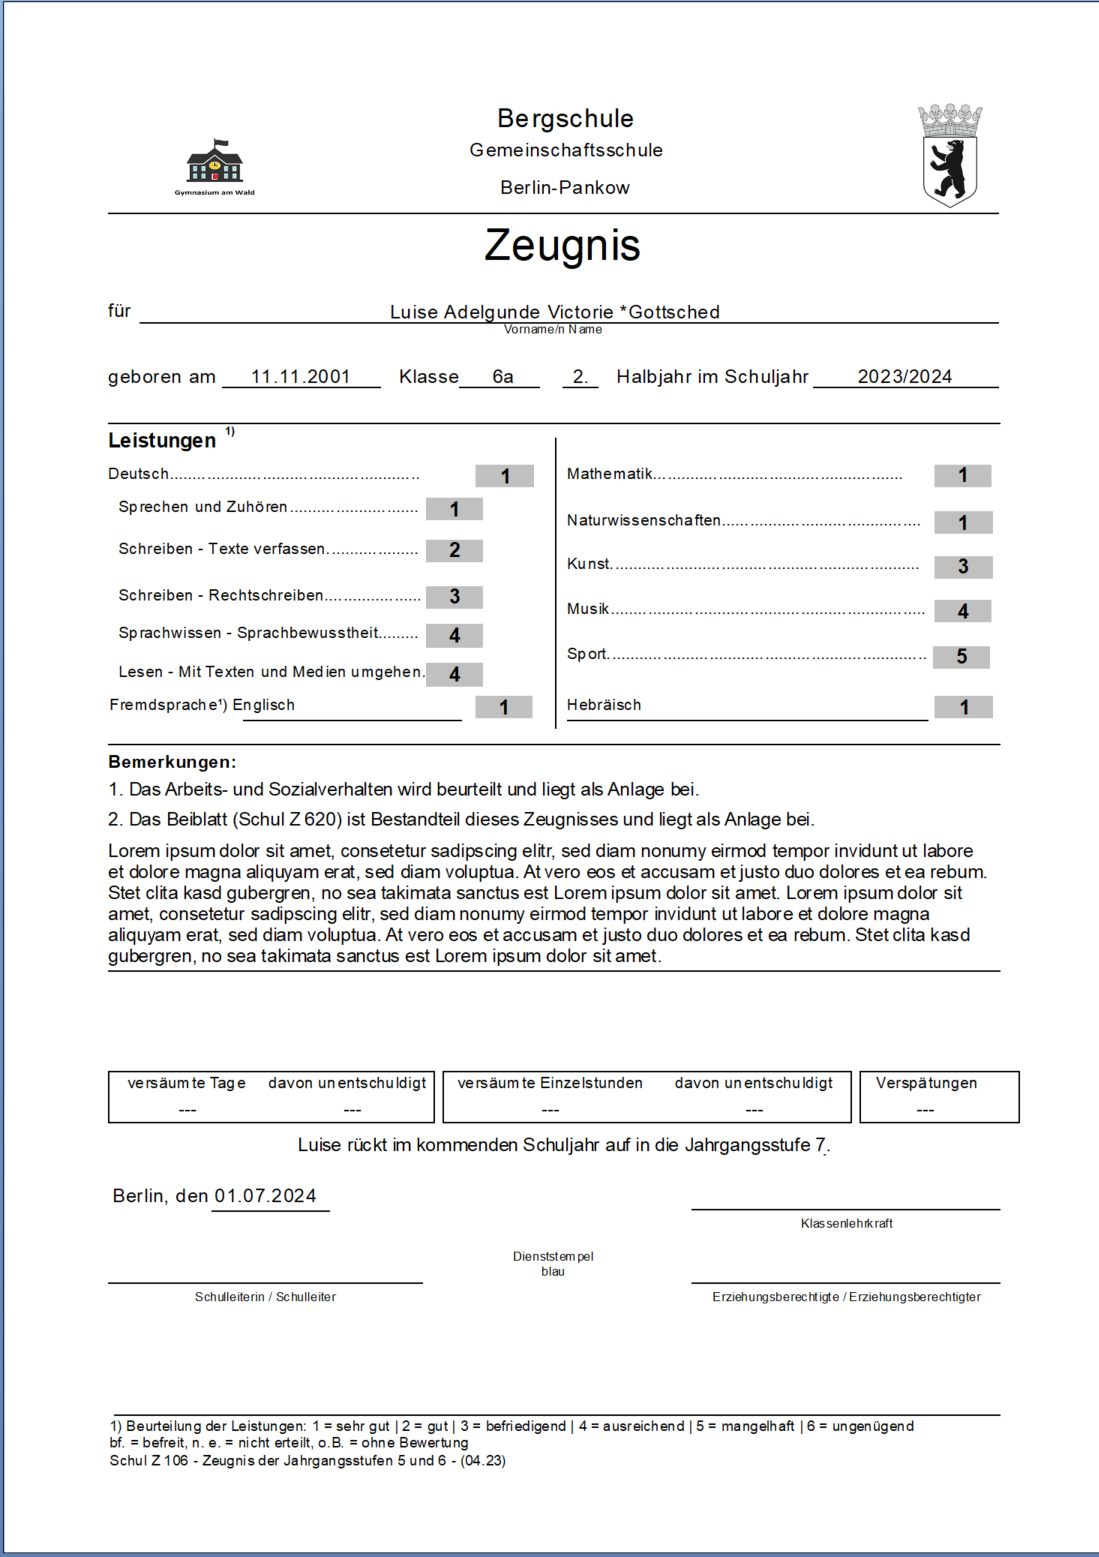 Bergschule
Gemeinschaftsschule
Berlin-Pankow
Gymnasium am Wald
Zeugnis
für Luise Adelgunde Victorie *Gottsched
Vorname/n Name
geboren am 11.11.2001 Klasse 6a 2. Halbjahr im Schuljahr 2023/2024
Leistungen 1)
Deutsch........................................................ 1
Sprechen und Zuhören......................... 1
Schreiben - Texte verfassen.................... 2
Schreiben - Rechtschreiben..................... 3
Sprachwissen - Sprachbewusstheit......... 4
Lesen - Mit Texten und Medien umgehen. 4
Fremdsprache¹) Englisch 1
Mathematik....................................................... 1
Naturwissenschaften............................................ 1
Kunst.................................................................... 3
Musik..................................................................... 4
Sport...................................................................... 5
Hebräisch 1
Bemerkungen:
1. Das Arbeits- und Sozialverhalten wird beurteilt und liegt als Anlage bei.
2. Das Beiblatt (Schul Z 620) ist Bestandteil dieses Zeugnisses und liegt als Anlage bei.
Lorem ipsum dolor sit amet, consetetur sadipscing elitr, sed diam nonumy eirmod tempor invidunt ut labore
et dolore magna aliquyam erat, sed diam voluptua. At vero eos et accusam et justo duo dolores et ea rebum.
Stet clita kasd gubergren, no sea takimata sanctus est Lorem ipsum dolor sit amet. Lorem ipsum dolor sit
amet, consetetur sadipscing elitr, sed diam nonumy eirmod tempor invidunt ut labore et dolore magna
aliquyam erat, sed diam voluptua. At vero eos et accusam et justo duo dolores et ea rebum. Stet clita kasd
gubergren, no sea takimata sanctus est Lorem ipsum dolor sit amet.
versäumte Tage davon unentschuldigt versäumte Einzelstunden davon unentschuldigt Verspätungen
--- --- --- --- ---
Luise rückt im kommenden Schuljahr auf in die Jahrgangsstufe 7.
Berlin, den 01.07.2024
Klassenlehrkraft
Dienststempel
blau
Schulleiterin / Schulleiter
Erziehungsberechtigte / Erziehungsberechtigter
1) Beurteilung der Leistungen: 1 = sehr gut | 2 = gut | 3 = befriedigend | 4 = ausreichend | 5 = mangelhaft | 6 = ungenügend
bf. = befreit, n. e. = nicht erteilt, o.B. = ohne Bewertung
Schul Z 106 - Zeugnis der Jahrgangsstufen 5 und 6 - (04.23)